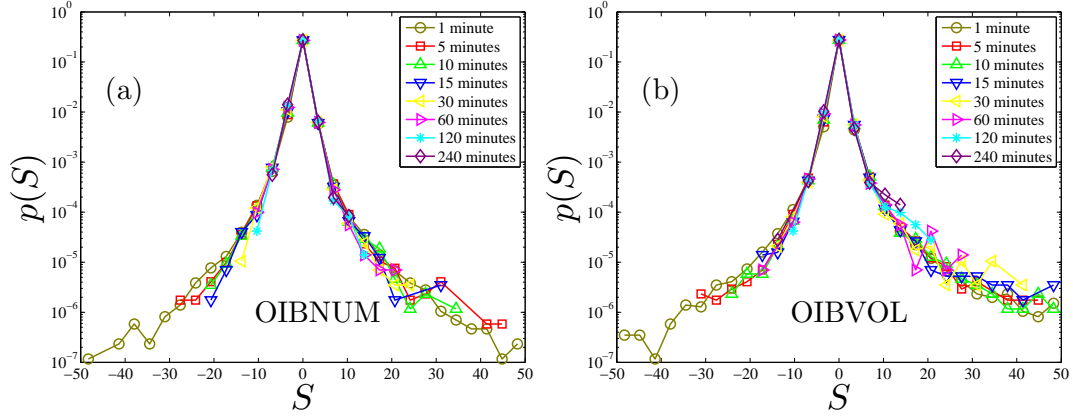 (a)
p(S)
10^0
10^−1
10^−2
10^−3
10^−4
10^−5
10^−6
10^−7
1 minute
5 minutes
10 minutes
15 minutes
30 minutes
60 minutes
120 minutes
240 minutes
OIBNUM
−50 −40 −30 −20 −10 0 10 20 30 40 50
S
(b)
p(S)
10^0
10^−1
10^−2
10^−3
10^−4
10^−5
10^−6
10^−7
1 minute
5 minutes
10 minutes
15 minutes
30 minutes
60 minutes
120 minutes
240 minutes
OIBVOL
−50 −40 −30 −20 −10 0 10 20 30 40 50
S